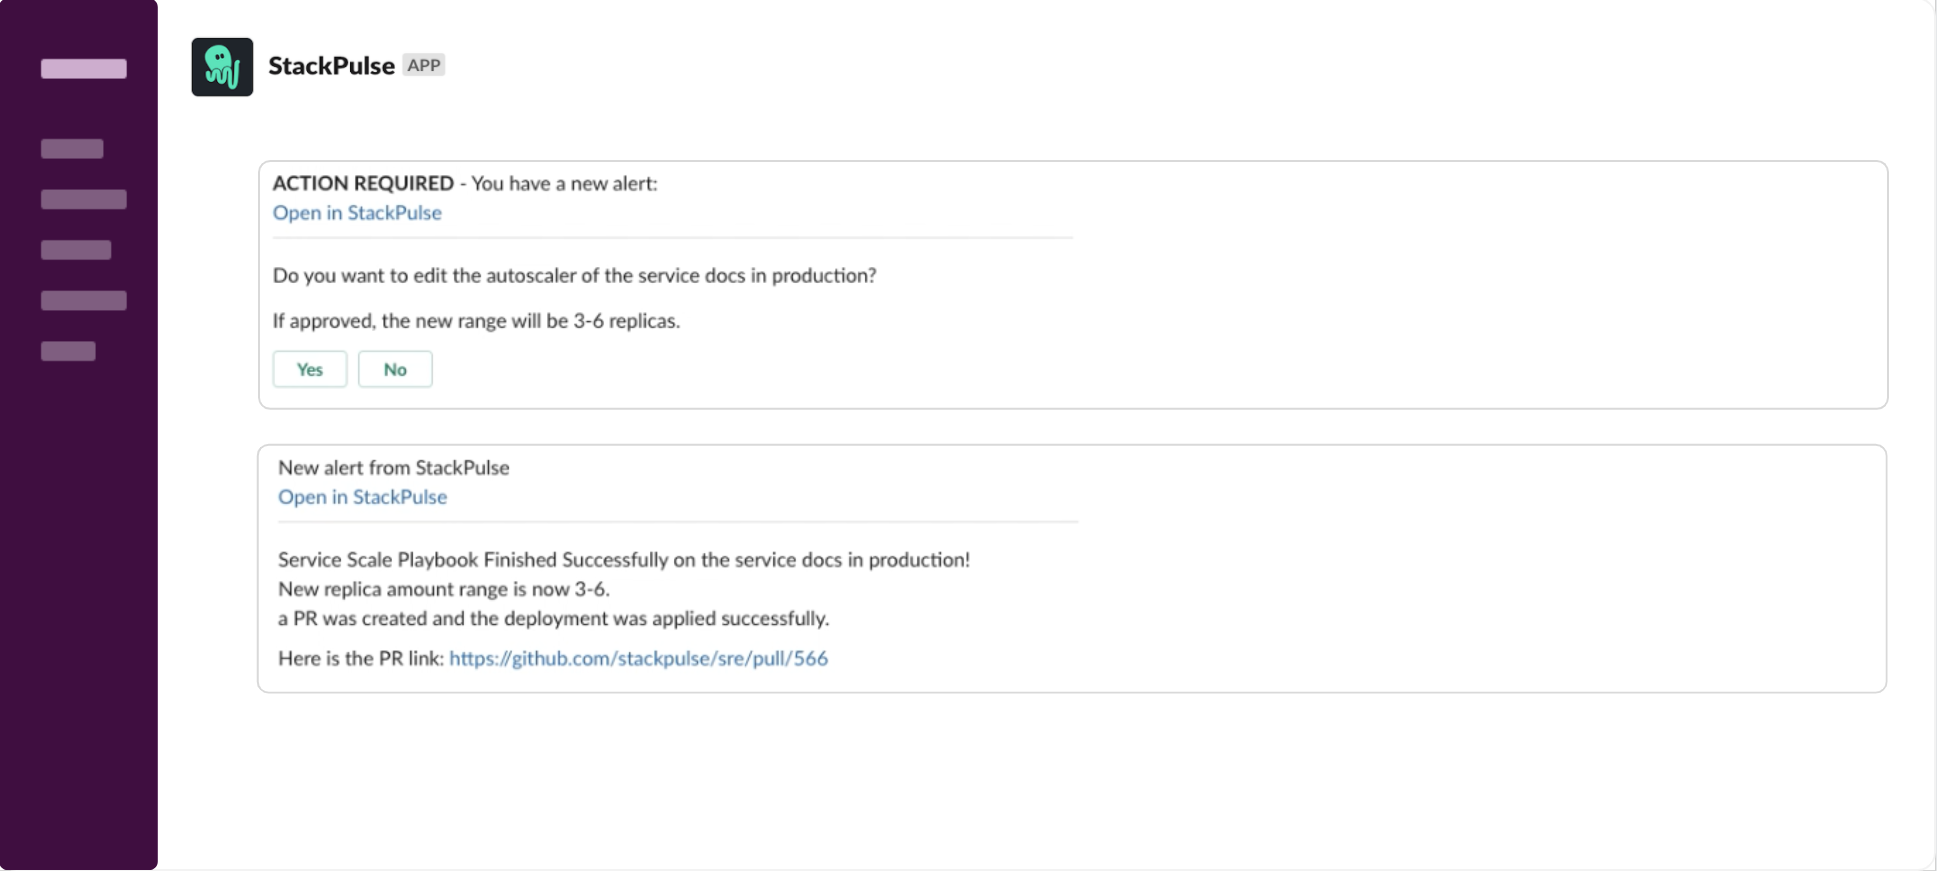 StackPulse APP
ACTION REQUIRED - You have a new alert:
Open in StackPulse
Do you want to edit the autoscaler of the service docs in production?
If approved, the new range will be 3-6 replicas.
Yes No
New alert from StackPulse
Open in StackPulse
Service Scale Playbook Finished Successfully on the service docs in production!
New replica amount range is now 3-6.
a PR was created and the deployment was applied successfully.
Here is the PR link: https://github.com/stackpulse/sre/pull/566